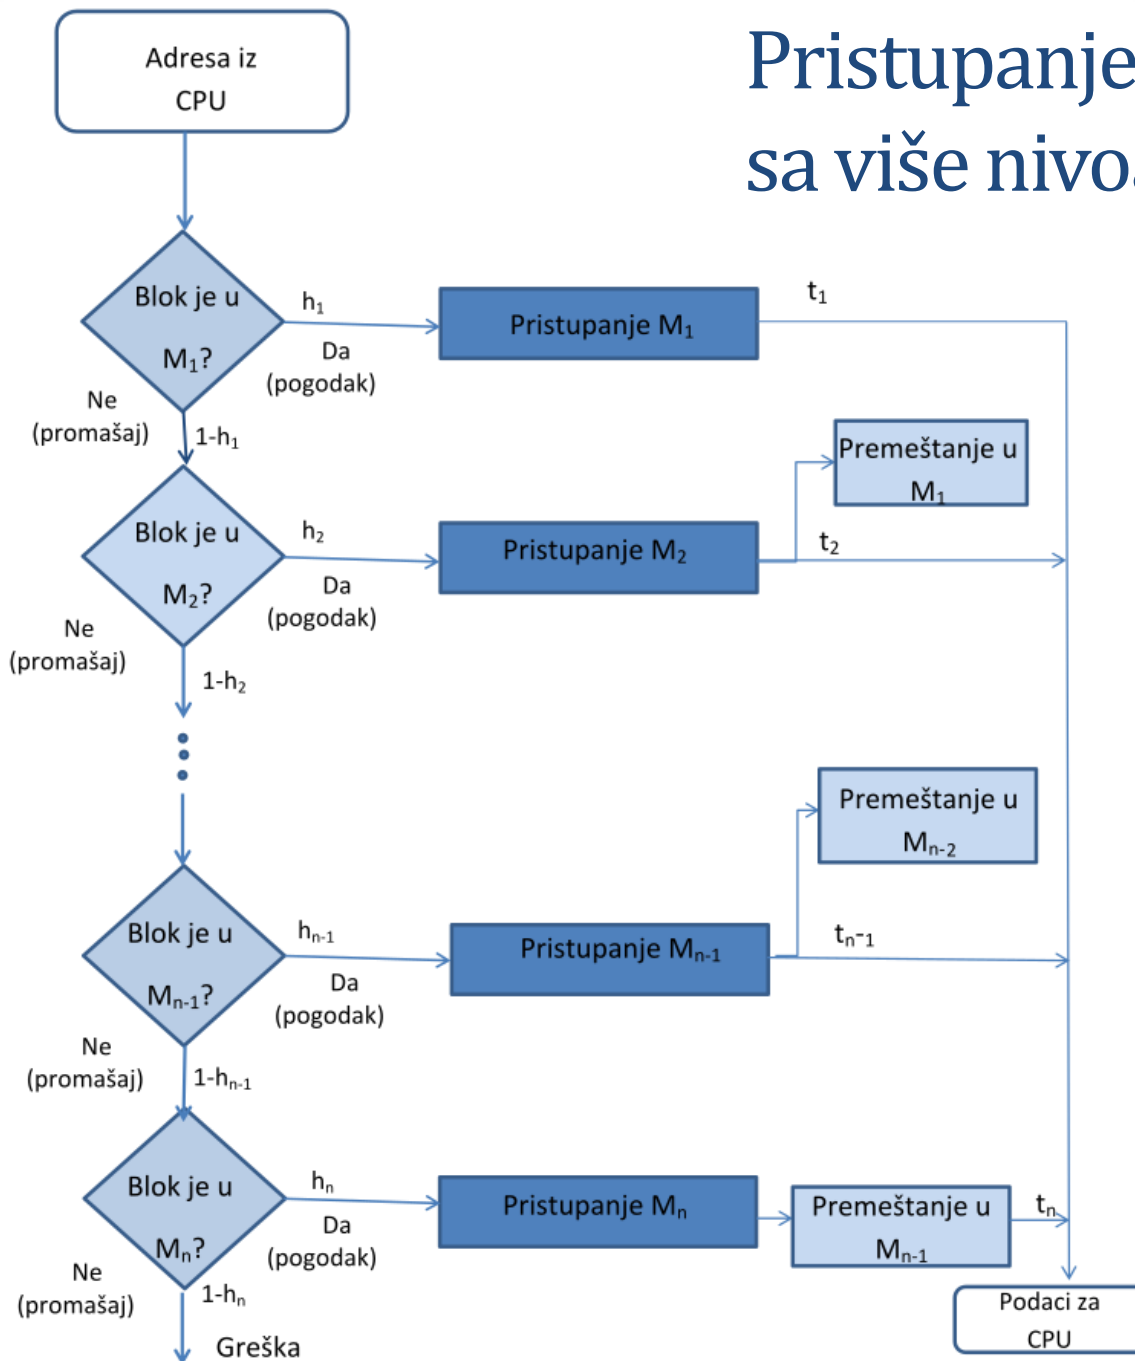 Pristupanje
sa više nivoa
Adresa iz
CPU
Blok je u
M₁?
h₁
Da
(pogodak)
Pristupanje M₁
t₁
Ne
(promašaj)
1-h₁
Premeštanje u
M₁
Blok je u
M₂?
h₂
Da
(pogodak)
Pristupanje M₂
t₂
Ne
(promašaj)
1-h₂
Premeštanje u
Mₙ₋₂
Blok je u
Mₙ₋₁?
hₙ₋₁
Da
(pogodak)
Pristupanje Mₙ₋₁
tₙ₋₁
Ne
(promašaj)
1-hₙ₋₁
Blok je u
Mₙ?
hₙ
Da
(pogodak)
Pristupanje Mₙ
Premeštanje u
Mₙ₋₁
tₙ
Ne
(promašaj)
1-hₙ
Greška
Podaci za
CPU